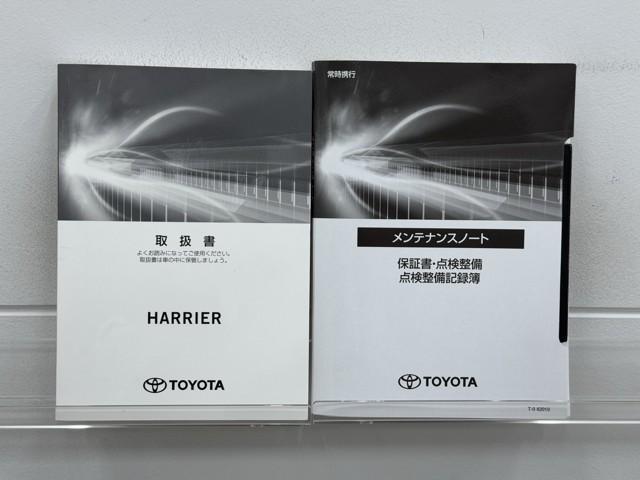 取扱書
よくお読みになってご使用ください。
取扱書は車の中に保管しましょう。
HARRIER
TOYOTA
常時携行
メンテナンスノート
保証書・点検整備
点検整備記録簿
TOYOTA